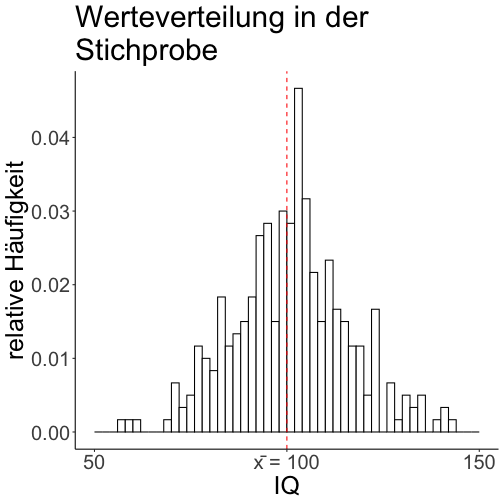 Werteverteilung in der
Stichprobe
relative Häufigkeit
0.04
0.03
0.02
0.01
0.00
50
x̄ = 100
150
IQ